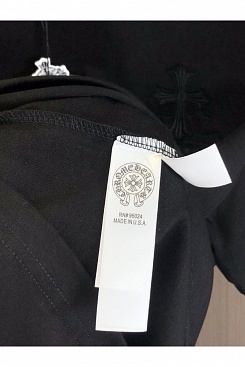 CHROME HEARTS
RN# 95024
MADE IN U.S.A.